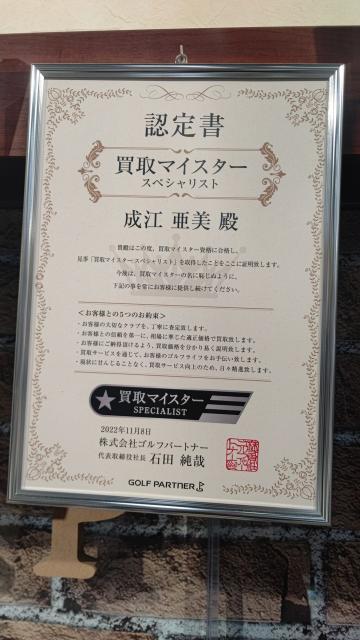 認定書
買取マイスター
スペシャリスト
成江 亜美 殿
貴殿はこの度、買取マイスター資格に合格し、
見事「買取マイスタースペシャリスト」を取得したことをここに証明致します。
今後は、買取マイスターの名に恥じぬように、
下記の事を常にお客様に提供し続けてください。
<お客様との5つのお約束>
・お客様の大切なクラブを、丁寧に査定致します。
・お客様との信頼を第一に、相場に準じた適正価格で買取致します。
・お客様にご納得頂けるよう、買取価格を分かり易く説明致します。
・買取サービスを通じて、お客様のゴルフライフをお手伝い致します。
・現状に甘んじることなく、買取サービス向上のため、日々精進致します。
買取マイスター
SPECIALIST
2022年11月8日
株式会社ゴルフパートナー
代表取締役社長 石田 純哉
GOLF PARTNER